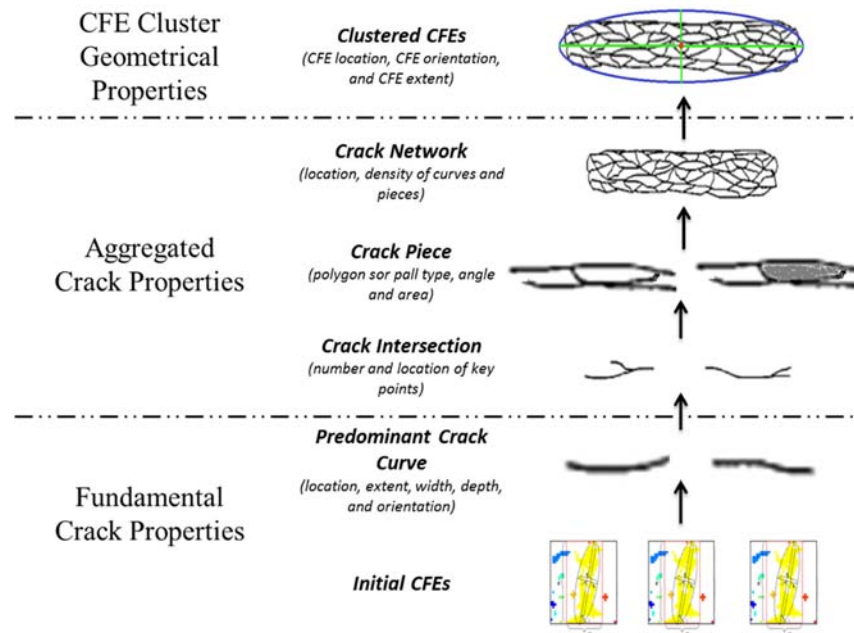 CFE Cluster
Geometrical
Properties
Clustered CFEs
(CFE location, CFE orientation,
and CFE extent)
Crack Network
(location, density of curves and
pieces)
Aggregated
Crack Properties
Crack Piece
(polygon sor pall type, angle
and area)
Crack Intersection
(number and location of key
points)
Fundamental
Crack Properties
Predominant Crack
Curve
(location, extent, width, depth,
and orientation)
Initial CFEs